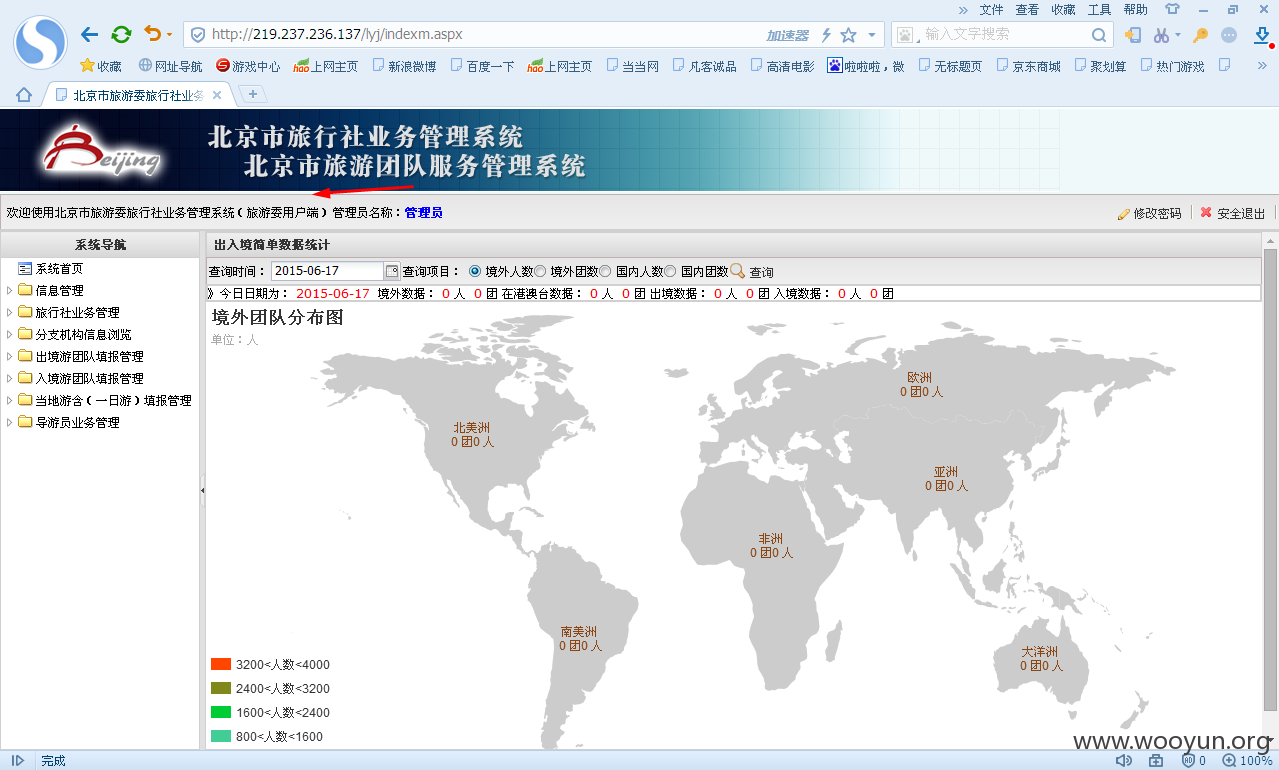 » 文件 查看 收藏 工具 帮助
http://219.237.236.137/lyj/indexm.aspx 加速器 输入文字搜索
收藏 网址导航 游戏中心 hao上网主页 新浪微博 百度一下 hao上网主页 当当网 凡客诚品 高清电影 啦啦啦，微 无标题页 京东商城 聚划算 热门游戏 »
北京市旅游委旅行社业务
Beijing
北京市旅行社业务管理系统
北京市旅游团队服务管理系统
欢迎使用北京市旅游委旅行社业务管理系统（旅游委用户端）管理员名称：管理员 修改密码 安全退出
系统导航
系统首页
信息管理
旅行社业务管理
分支机构信息浏览
出境游团队填报管理
入境游团队填报管理
当地游含（一日游）填报管理
导游员业务管理
出入境简单数据统计
查询时间： 2015-06-17 查询项目： 境外人数 境外团数 国内人数 国内团数 查询
》今日日期为： 2015-06-17 境外数据： 0 人 0 团 在港澳台数据： 0 人 0 团 出境数据： 0 人 0 团 入境数据： 0 人 0 团
境外团队分布图
单位：人
欧洲
0 团0 人
北美洲
0 团0 人
亚洲
0 团0 人
非洲
0 团0 人
南美洲
0 团0 人
大洋洲
0 团0 人
3200<人数<4000
2400<人数<3200
1600<人数<2400
800<人数<1600
www.wooyun.org
完成 0 100%